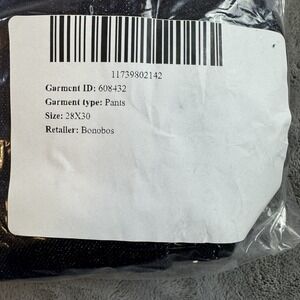 11739802142
Garment ID: 608432
Garment type: Pants
Size: 28X30
Retailer: Bonobos